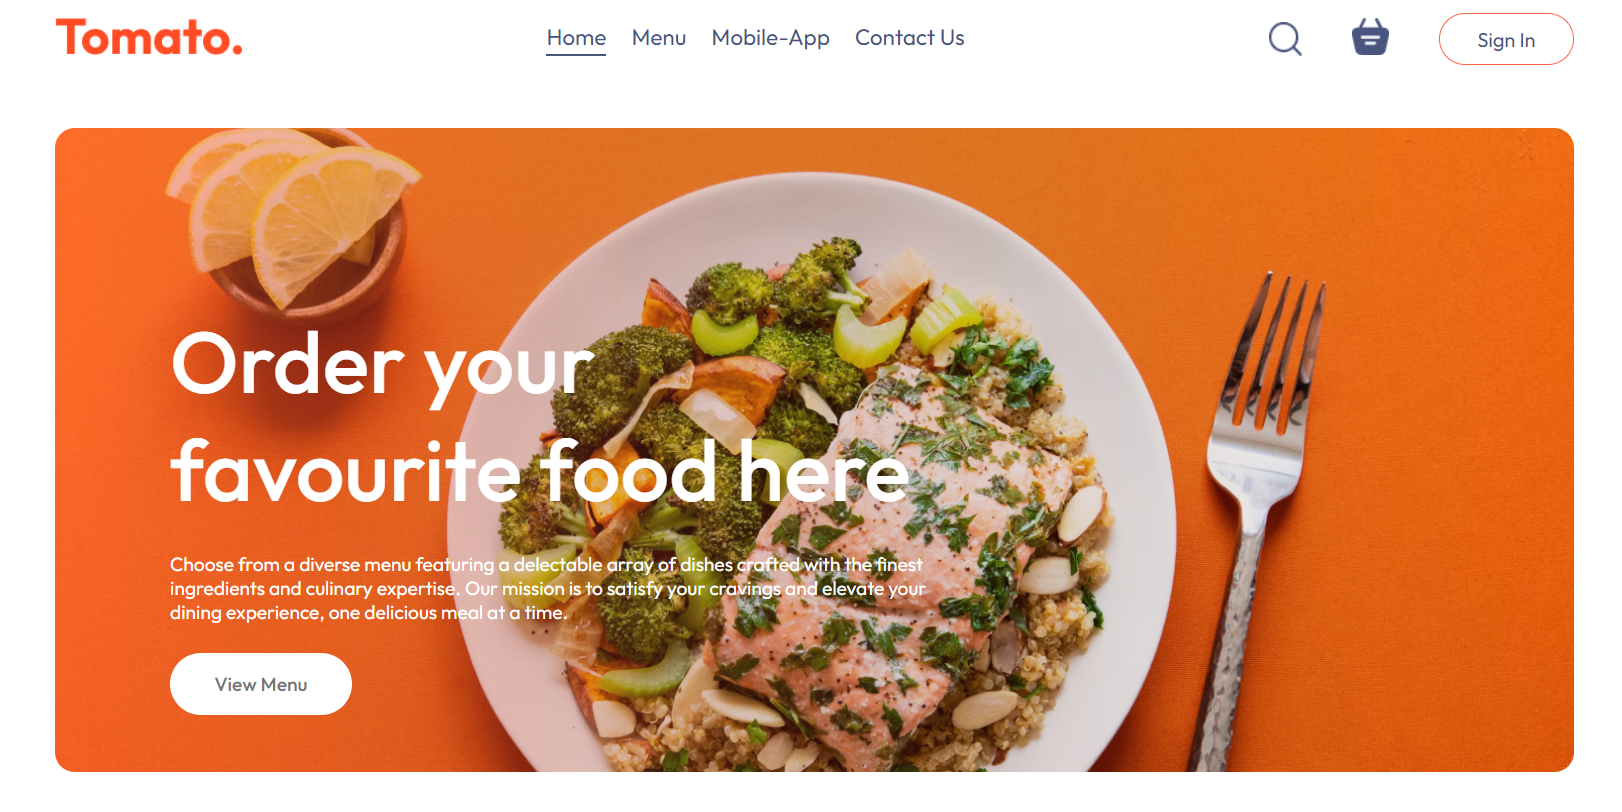 Tomato.
Home Menu Mobile-App Contact Us
Sign In
Order your
favourite food here
Choose from a diverse menu featuring a delectable array of dishes crafted with the finest
ingredients and culinary expertise. Our mission is to satisfy your cravings and elevate your
dining experience, one delicious meal at a time.
View Menu